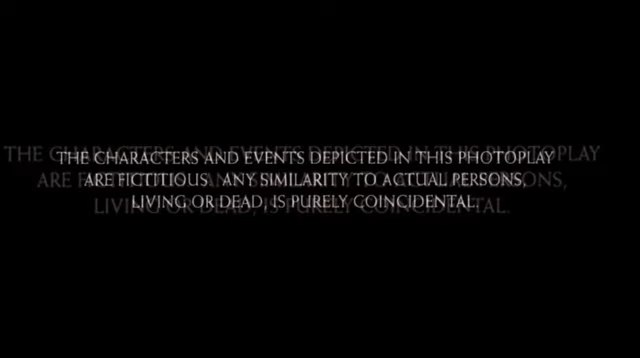 THE CHARACTERS AND EVENTS DEPICTED IN THIS PHOTOPLAY
ARE FICTITIOUS. ANY SIMILARITY TO ACTUAL PERSONS,
LIVING OR DEAD, IS PURELY COINCIDENTAL.